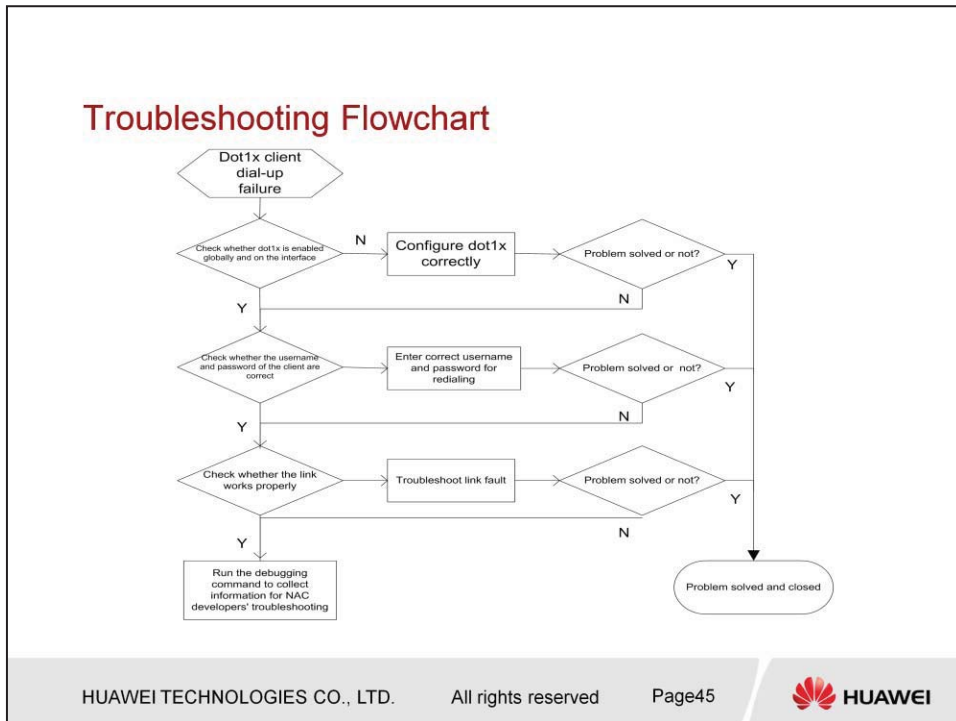 Troubleshooting Flowchart
Dot1x client
dial-up
failure
Check whether dot1x is enabled
globally and on the interface
N
Configure dot1x
correctly
Problem solved or not?
Y
Y
N
Check whether the username
and password of the client are
correct
Enter correct username
and password for
redialing
Problem solved or not?
Y
Y
N
Check whether the link
works properly
Troubleshoot link fault
Problem solved or not?
Y
Y
N
Run the debugging
command to collect
information for NAC
developers' troubleshooting
Problem solved and closed
HUAWEI TECHNOLOGIES CO., LTD. All rights reserved Page45 HUAWEI